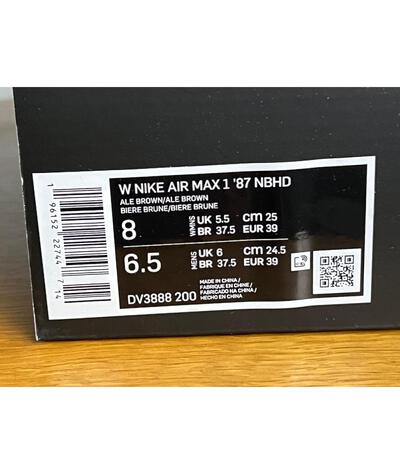 W NIKE AIR MAX 1 '87 NBHD
ALE BROWN/ALE BROWN
BIERE BRUNE/BIERE BRUNE
8 WMNS UK 5.5 cm 25
BR 37.5 EUR 39
6.5 MENS UK 6 cm 24.5
BR 37.5 EUR 39
MADE IN CHINA /
FABRIQUE EN CHINE /
FABRICADO NA CHINA /
HECHO EN CHINA
DV3888 200
1 96152 22744 7 14